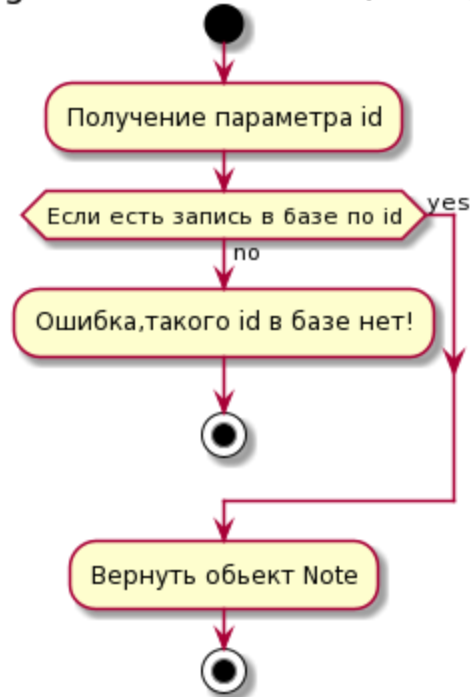 Получение параметра id
Если есть запись в базе по id
yes
no
Ошибка,такого id в базе нет!
Вернуть обьект Note